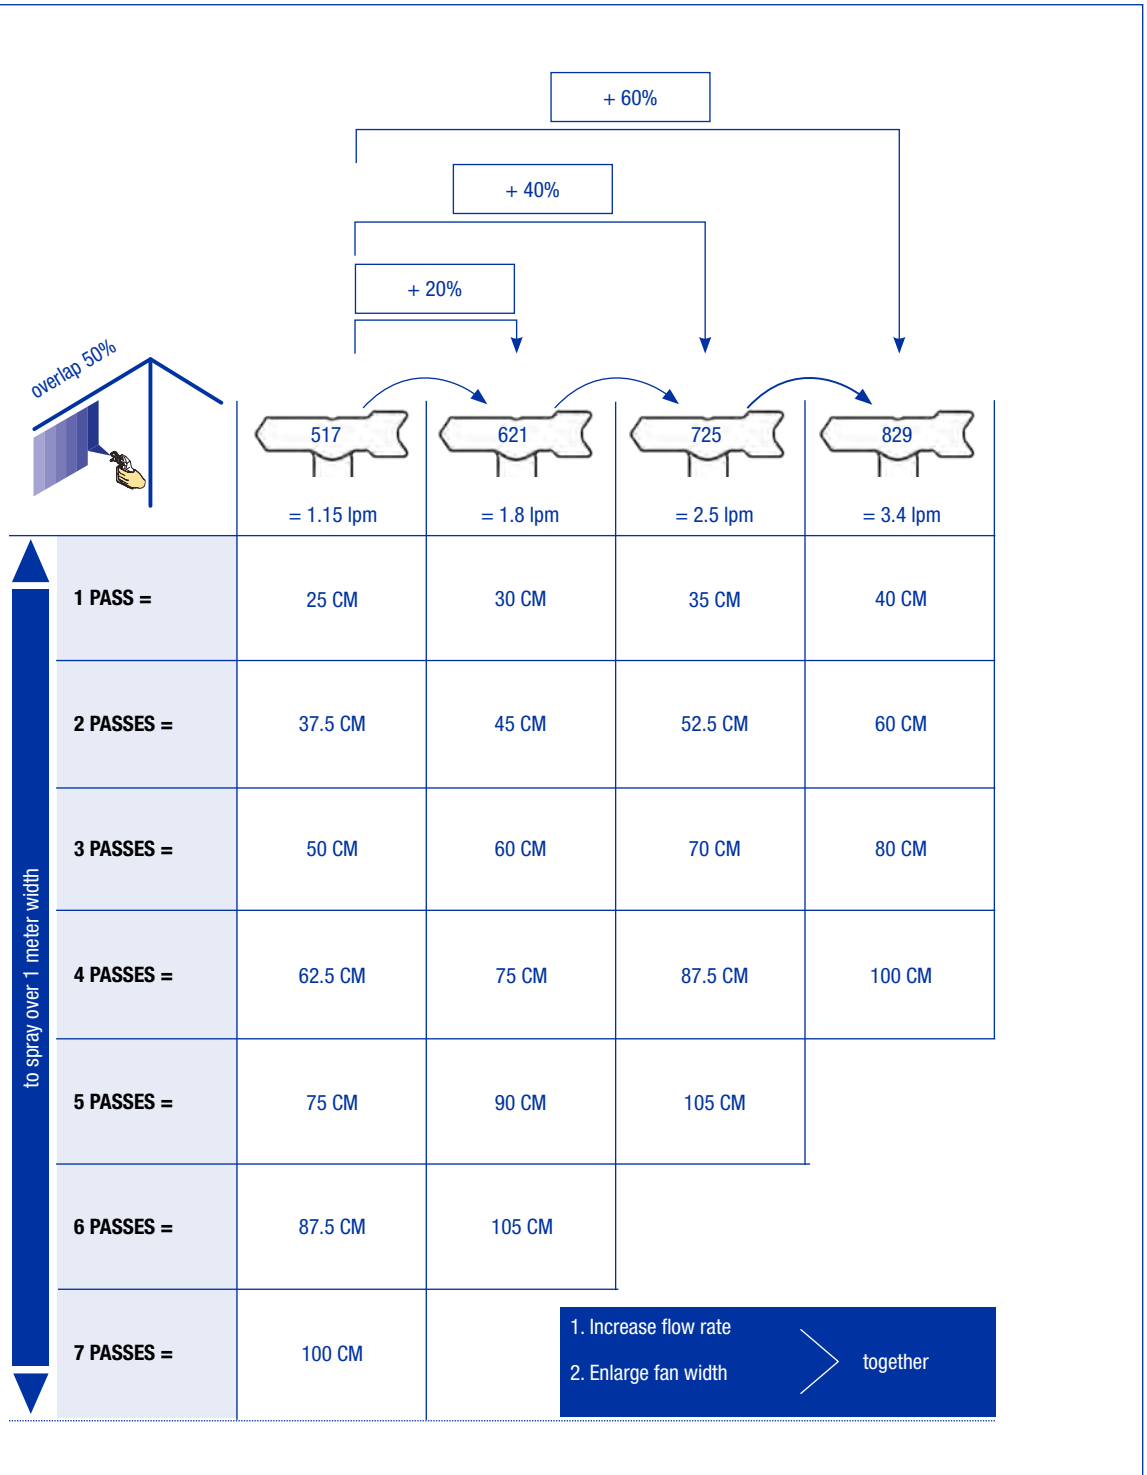 + 60%
+ 40%
+ 20%
overlap 50%
517 621 725 829
= 1.15 lpm = 1.8 lpm = 2.5 lpm = 3.4 lpm
1 PASS = 25 CM 30 CM 35 CM 40 CM
2 PASSES = 37.5 CM 45 CM 52.5 CM 60 CM
3 PASSES = 50 CM 60 CM 70 CM 80 CM
4 PASSES = 62.5 CM 75 CM 87.5 CM 100 CM
5 PASSES = 75 CM 90 CM 105 CM
6 PASSES = 87.5 CM 105 CM
7 PASSES = 100 CM
to spray over 1 meter width
1. Increase flow rate
2. Enlarge fan width
together